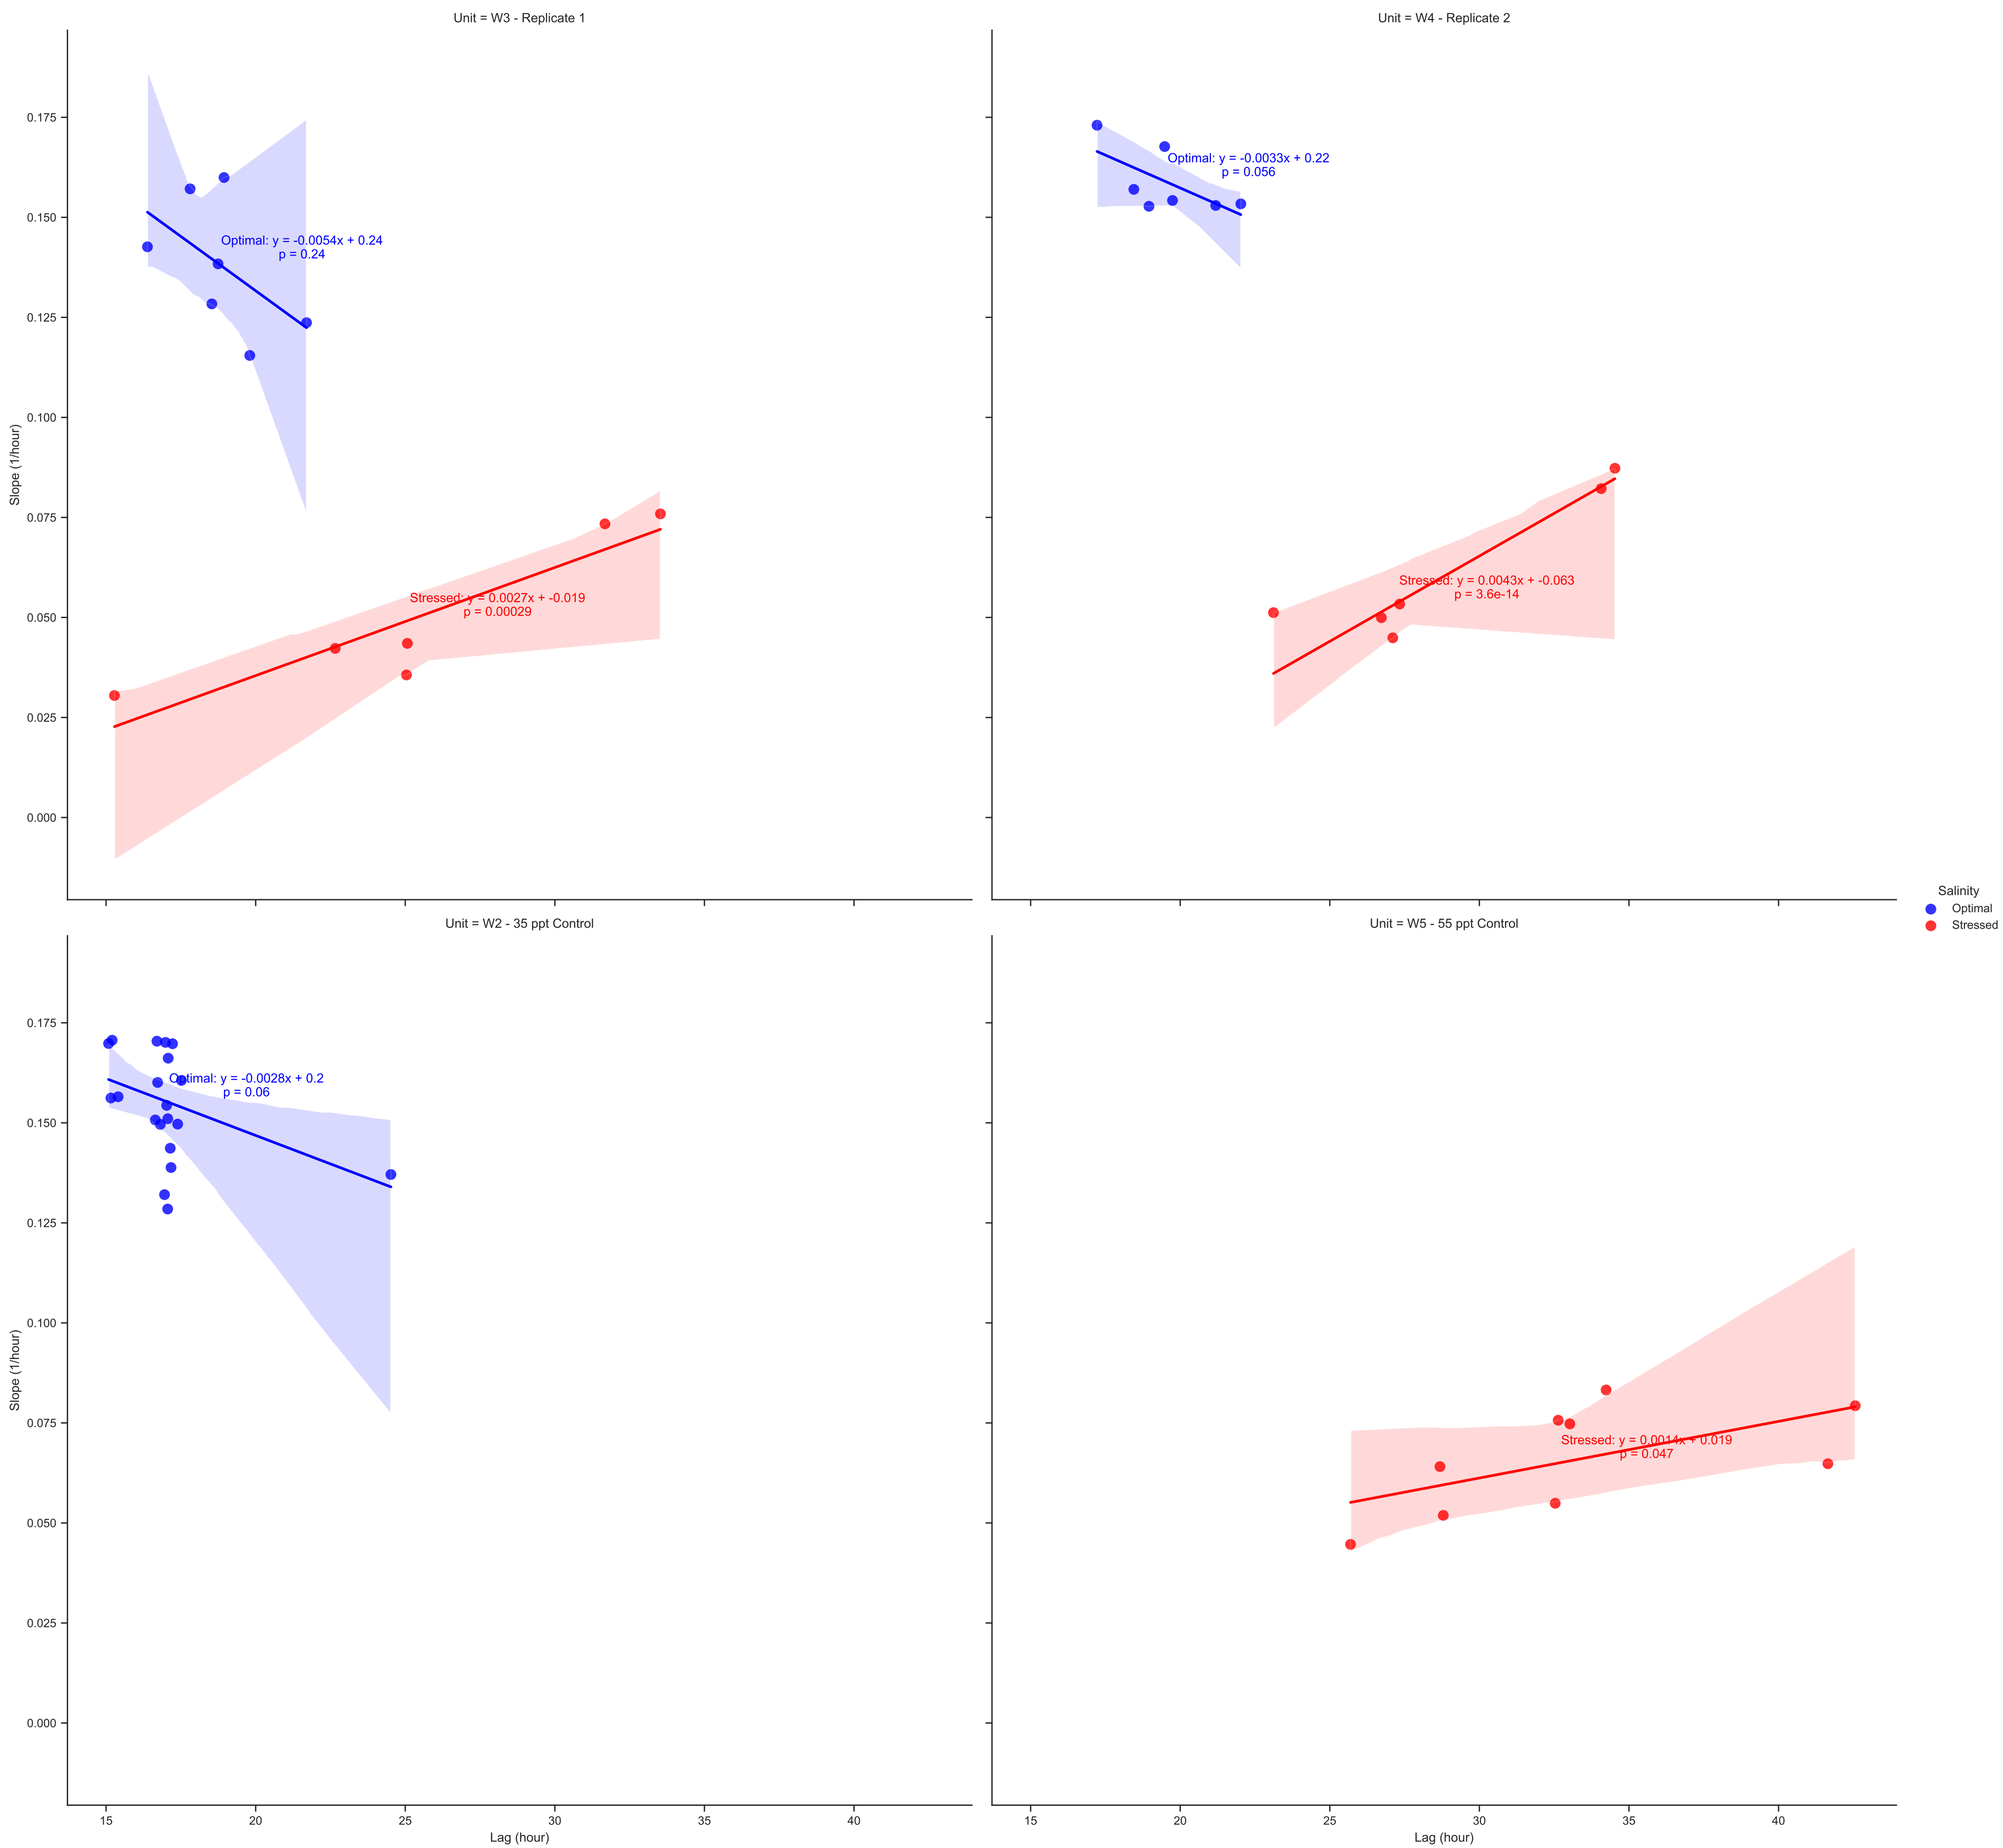 Unit = W3 - Replicate 1
Unit = W4 - Replicate 2
0.175
0.150
0.125
0.100
0.075
0.050
0.025
0.000
Slope (1/hour)
Optimal: y = -0.0054x + 0.24
p = 0.24
Stressed: y = 0.0027x + -0.019
p = 0.00029
Optimal: y = -0.0033x + 0.22
p = 0.056
Stressed: y = 0.0043x + -0.063
p = 3.6e-14
Salinity
Optimal
Stressed
Unit = W2 - 35 ppt Control
Unit = W5 - 55 ppt Control
0.175
0.150
0.125
0.100
0.075
0.050
0.025
0.000
Slope (1/hour)
Optimal: y = -0.0028x + 0.2
p = 0.06
Stressed: y = 0.0014x + 0.019
p = 0.047
15 20 25 30 35 40
Lag (hour)
15 20 25 30 35 40
Lag (hour)